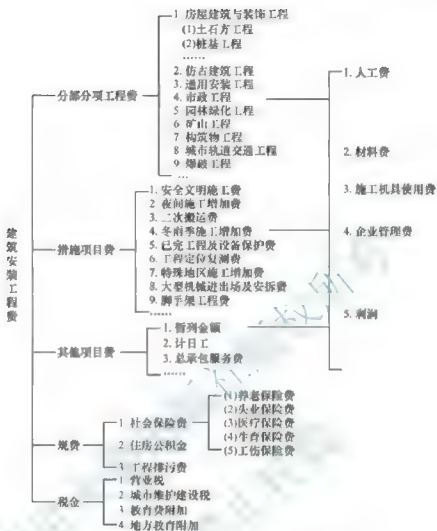 建筑安装工程费
分部分项工程费
1 房屋建筑与装饰工程
(1)土石方工程
(2)桩基工程
……
2. 仿古建筑工程
3 通用安装工程
4 市政工程
5 园林绿化工程
6 矿山工程
7 构筑物工程
8 城市轨道交通工程
9 爆破工程
…
措施项目费
1. 安全文明施工费
2 夜间施工增加费
3. 二次搬运费
4. 冬雨季施工增加费
5. 已完工程及设备保护费
6. 工程定位复测费
7. 特殊地区施工增加费
8. 大型机械进出场及安拆费
9. 脚手架工程费
……
其他项目费
1. 暂列金额
2. 计日工
3. 总承包服务费
……
1. 人工费
2. 材料费
3. 施工机具使用费
4. 企业管理费
5. 利润
规费
1 社会保险费
(1)养老保险费
(2)失业保险费
(3)医疗保险费
(4)生育保险费
(5)工伤保险费
2 住房公积金
3 工程排污费
税金
1 营业税
2 城市维护建设税
3 教育费附加
4 地方教育附加